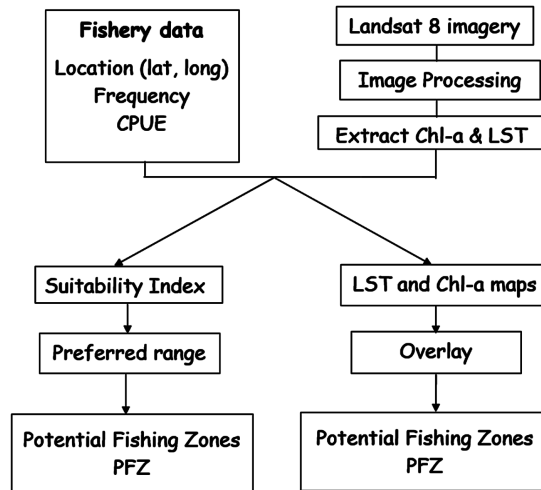 Fishery data
Location (lat, long)
Frequency
CPUE
Landsat 8 imagery
Image Processing
Extract Chl-a & LST
Suitability Index
Preferred range
Potential Fishing Zones
PFZ
LST and Chl-a maps
Overlay
Potential Fishing Zones
PFZ